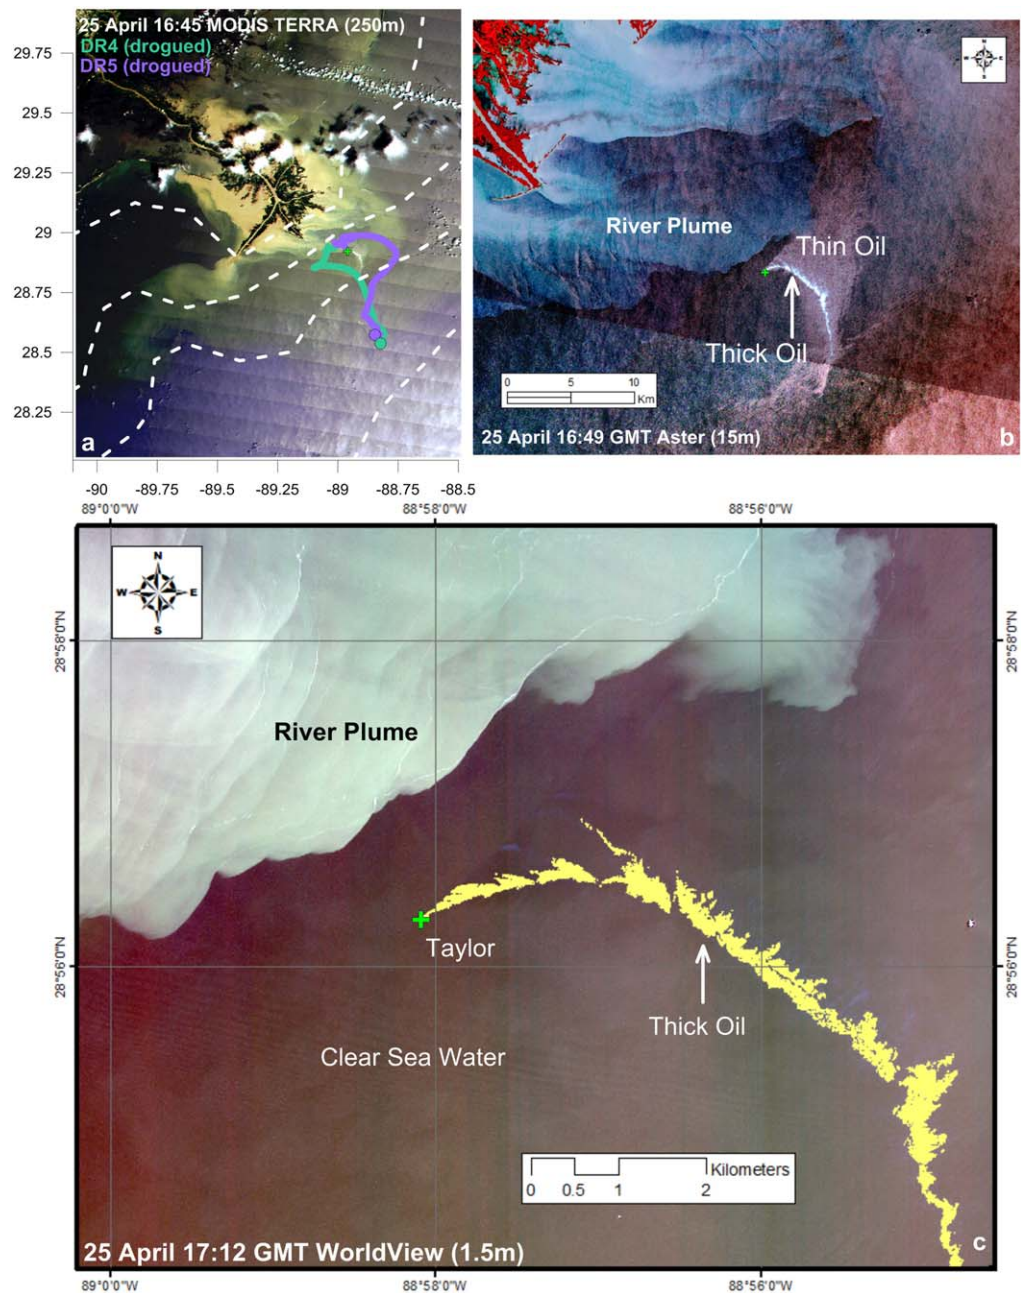 25 April 16:45 MODIS TERRA (250m)
DR4 (drogued)
DR5 (drogued)
29.75
29.5
29.25
29
28.75
28.5
28.25
a
-90 -89.75 -89.5 -89.25 -89 -88.75 -88.5
N
W E
S
River Plume
Thin Oil
Thick Oil
0 5 10
Km
25 April 16:49 GMT Aster (15m)
b
89°0'0"W 88°58'0"W 88°56'0"W
N
W E
S
28°58'0"N 28°58'0"N
River Plume
Taylor
28°56'0"N 28°56'0"N
Thick Oil
Clear Sea Water
Kilometers
0 0.5 1 2
25 April 17:12 GMT WorldView (1.5m)
c
89°0'0"W 88°58'0"W 88°56'0"W